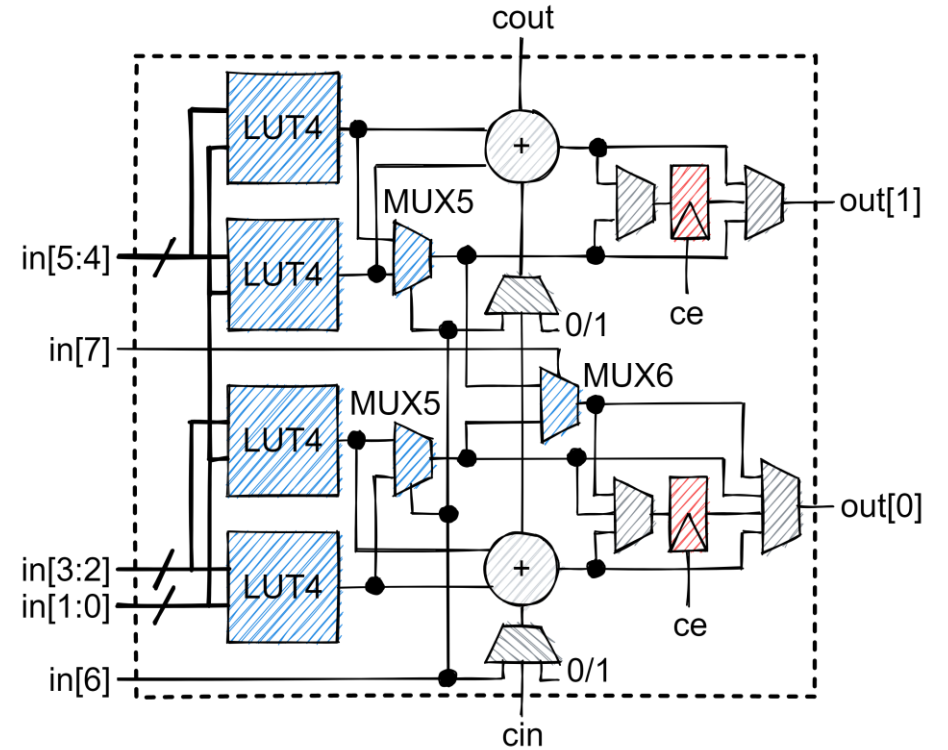 cout
LUT4
+
MUX5
out[1]
in[5:4]
LUT4
ce
0/1
in[7]
MUX6
MUX5
LUT4
out[0]
in[3:2]
LUT4
+
in[1:0]
ce
in[6]
0/1
cin